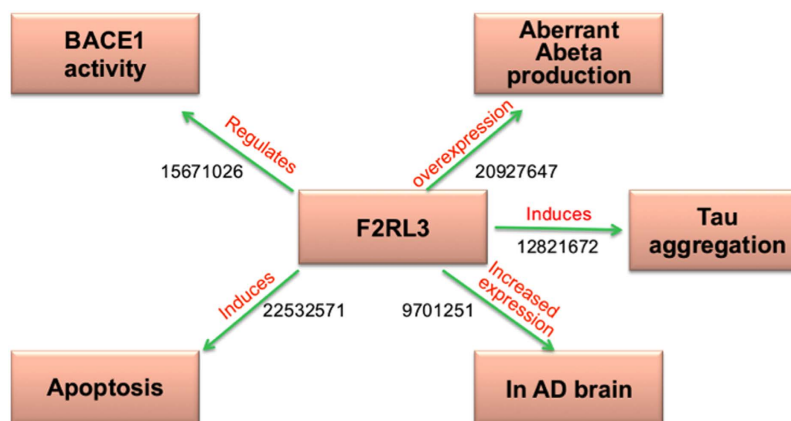 BACE1
activity
Aberrant
Abeta
production
Regulates
15671026
overexpression
20927647
F2RL3
Induces
12821672
Tau
aggregation
Induces
22532571
9701251
Increased
expression
Apoptosis
In AD brain